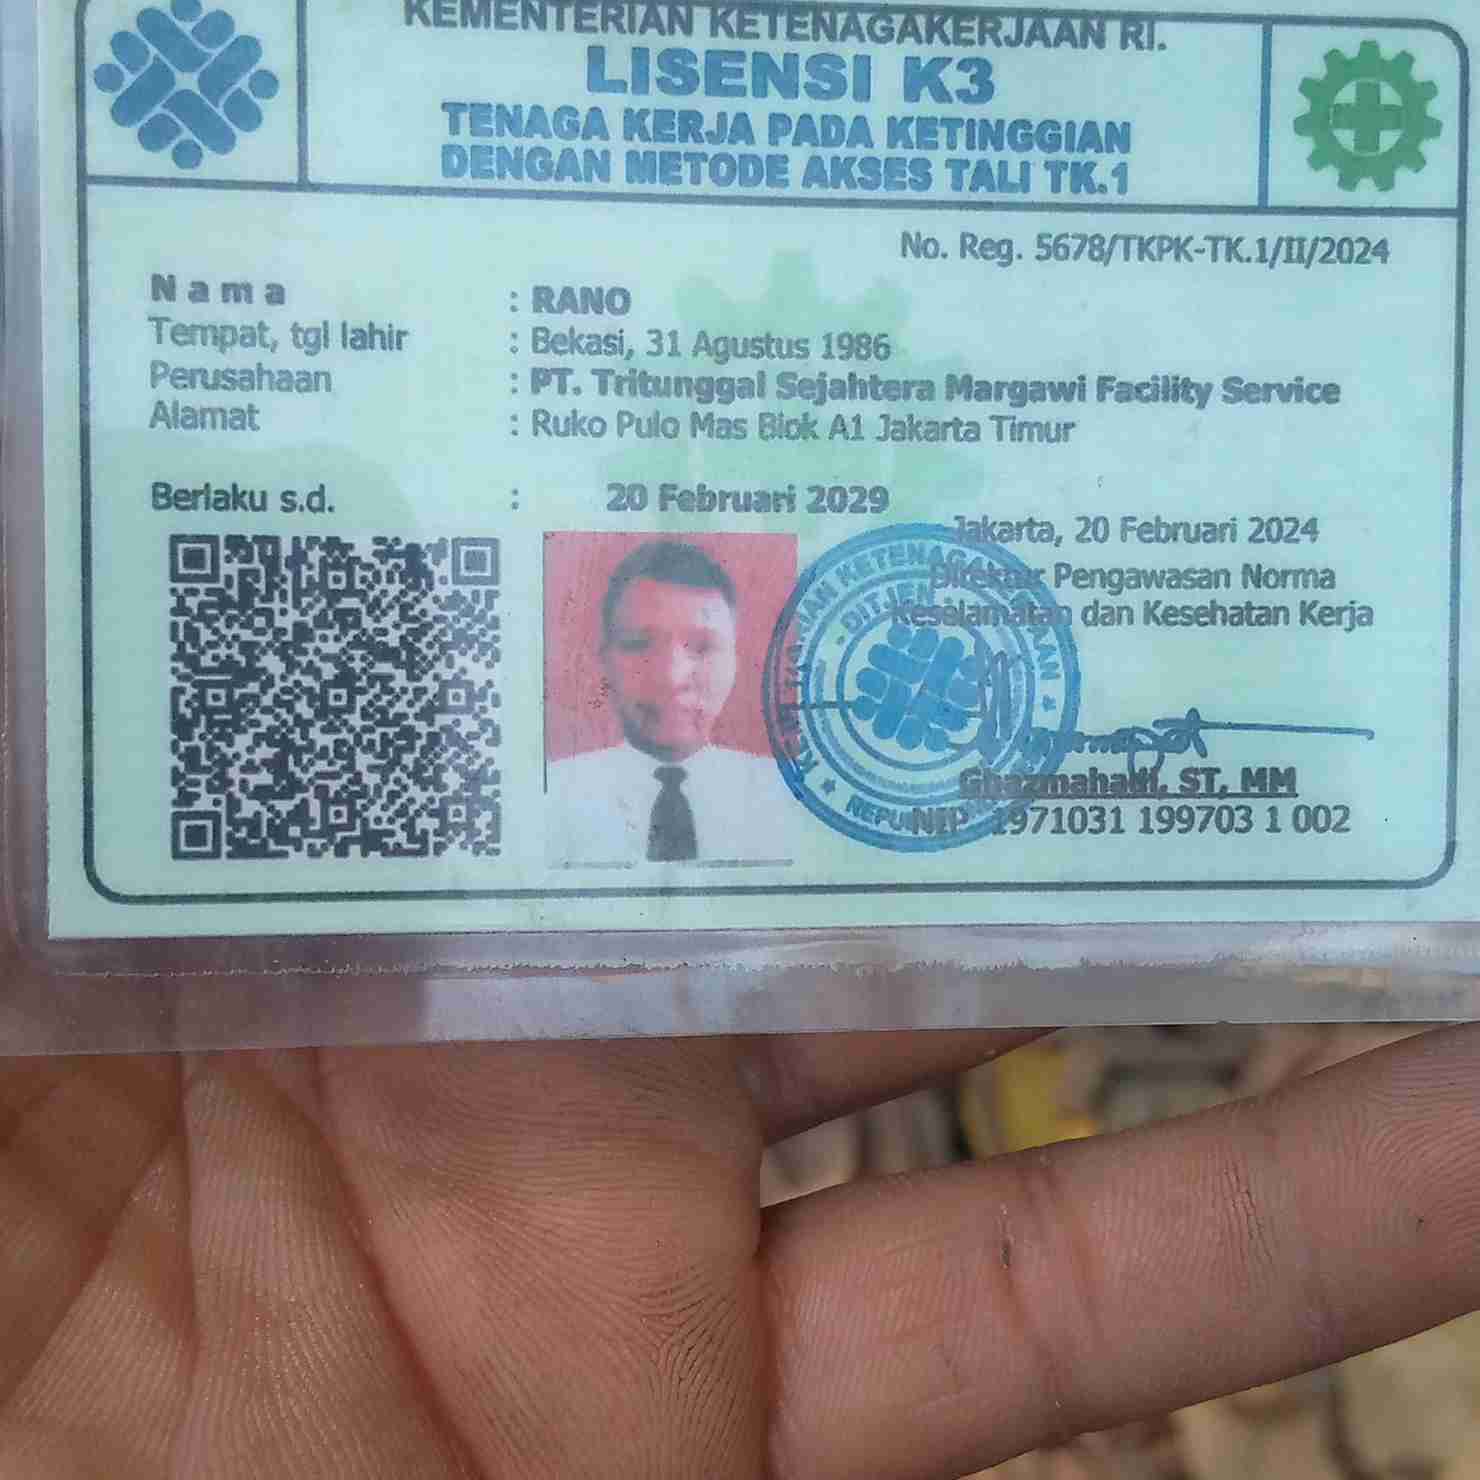 KEMENTERIAN KETENAGAKERJAAN RI.
LISENSI K3
TENAGA KERJA PADA KETINGGIAN
DENGAN METODE AKSES TALI TK.1
No. Reg. 5678/TKPK-TK.1/II/2024
Nama : RANO
Tempat, tgl lahir : Bekasi, 31 Agustus 1986
Perusahaan : PT. Tritunggal Sejahtera Margawi Facility Service
Alamat : Ruko Pulo Mas Blok A1 Jakarta Timur
Berlaku s.d. : 20 Februari 2029
Jakarta, 20 Februari 2024
Direktur Pengawasan Norma
Keselamatan dan Kesehatan Kerja
DITJEN
Ghazmahadi, ST, MM
NIP. 1971031 199703 1 002